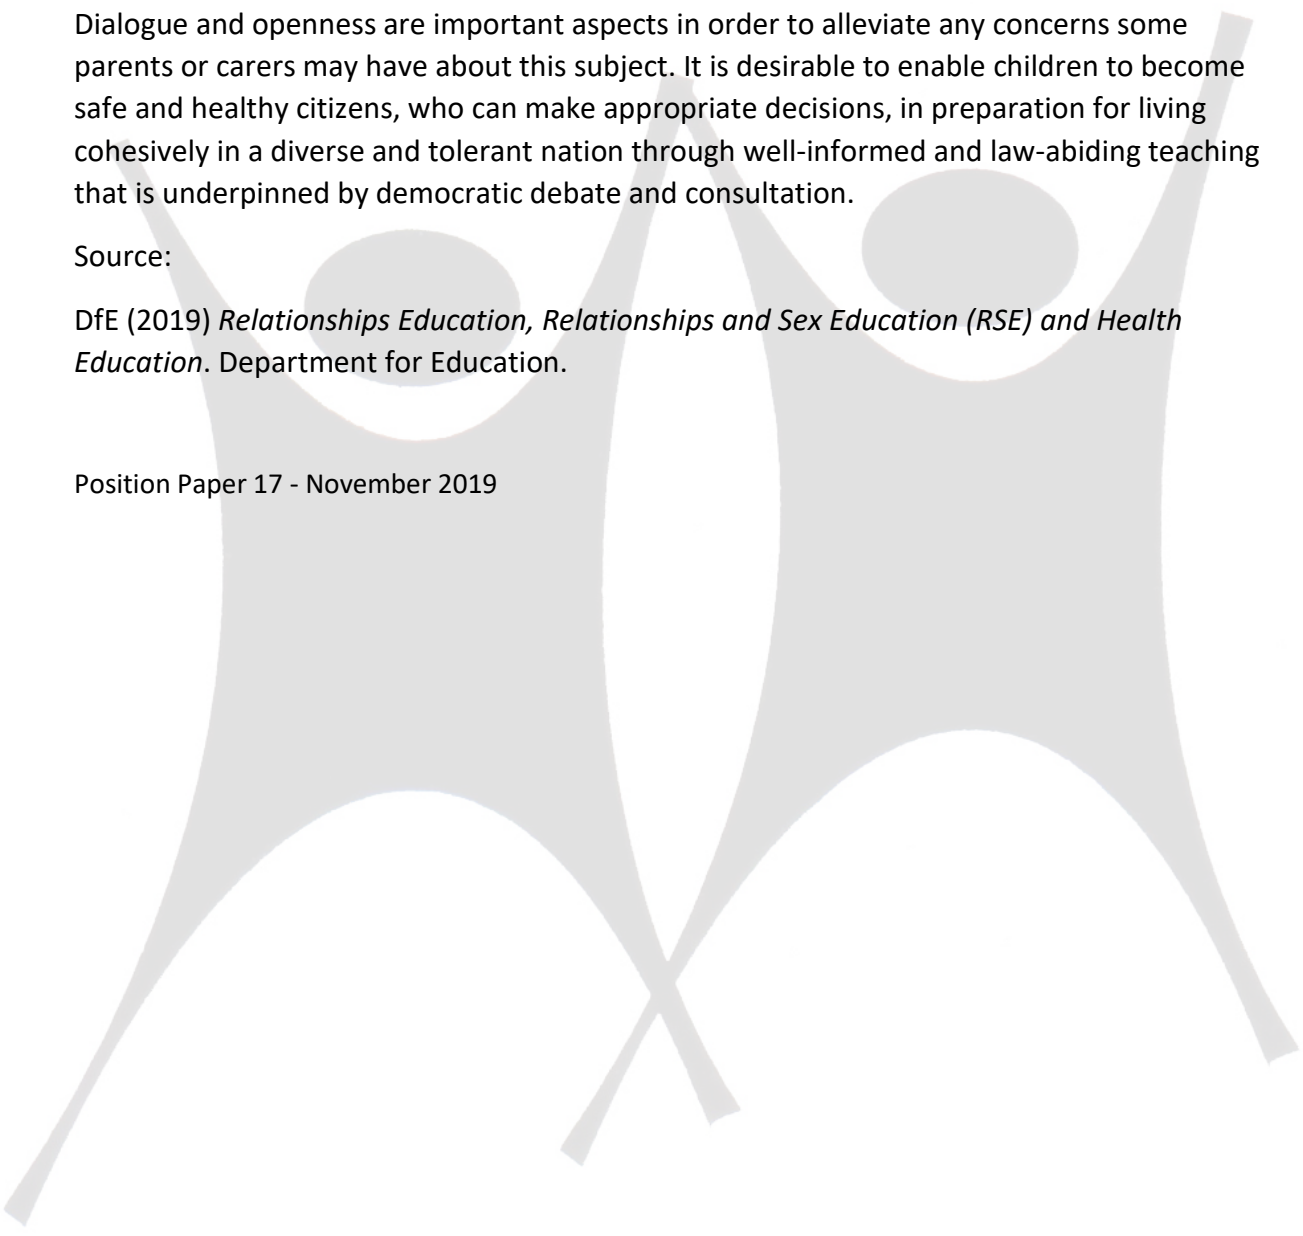 Dialogue and openness are important aspects in order to alleviate any concerns some
parents or carers may have about this subject. It is desirable to enable children to become
safe and healthy citizens, who can make appropriate decisions, in preparation for living
cohesively in a diverse and tolerant nation through well-informed and law-abiding teaching
that is underpinned by democratic debate and consultation.
Source:
DfE (2019) Relationships Education, Relationships and Sex Education (RSE) and Health
Education. Department for Education.
Position Paper 17 - November 2019